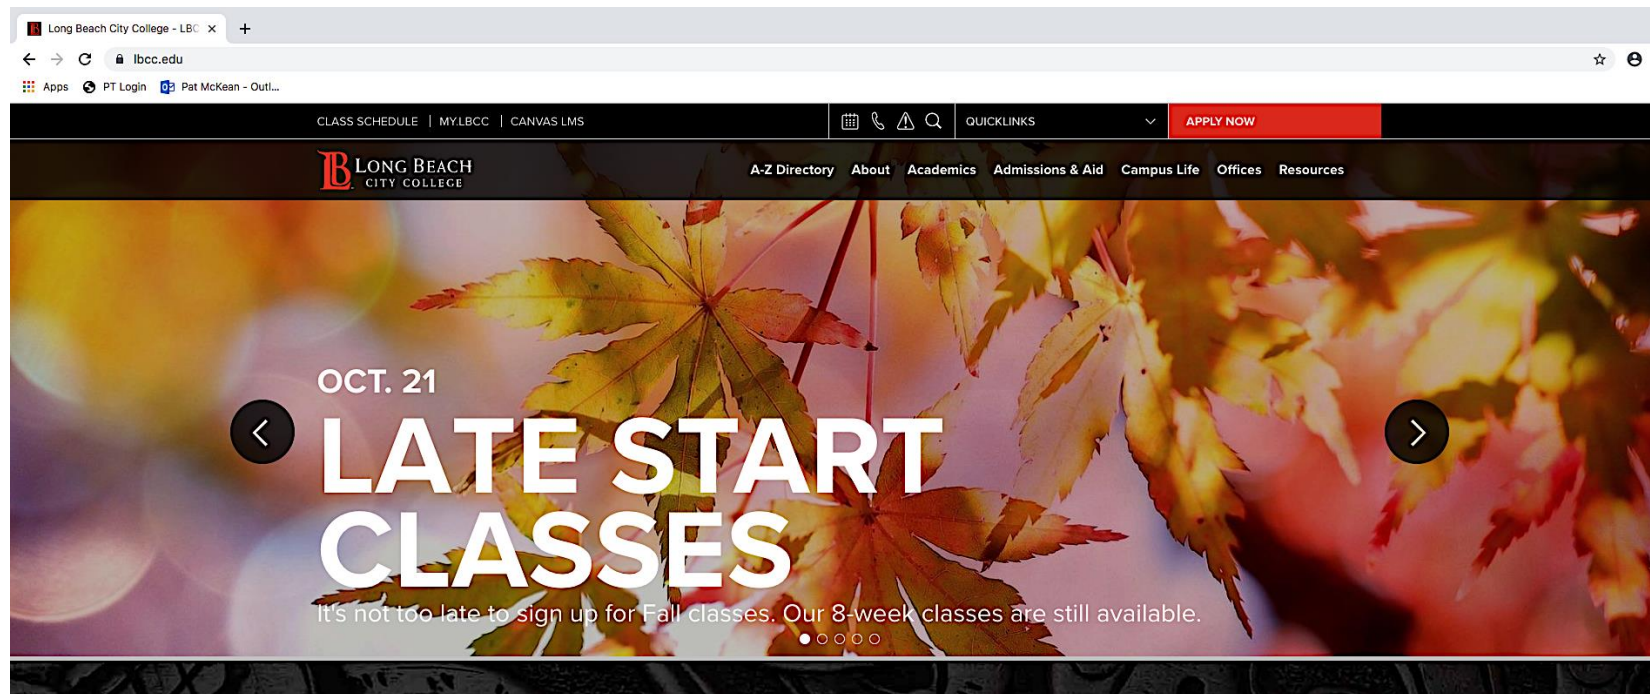 Long Beach City College - LBC
lbcc.edu
Apps PT Login Pat McKean - Outl...
CLASS SCHEDULE | MY.LBCC | CANVAS LMS QUICKLINKS APPLY NOW
LB LONG BEACH
CITY COLLEGE
A-Z Directory About Academics Admissions & Aid Campus Life Offices Resources
OCT. 21
LATE START
CLASSES
It's not too late to sign up for Fall classes. Our 8-week classes are still available.